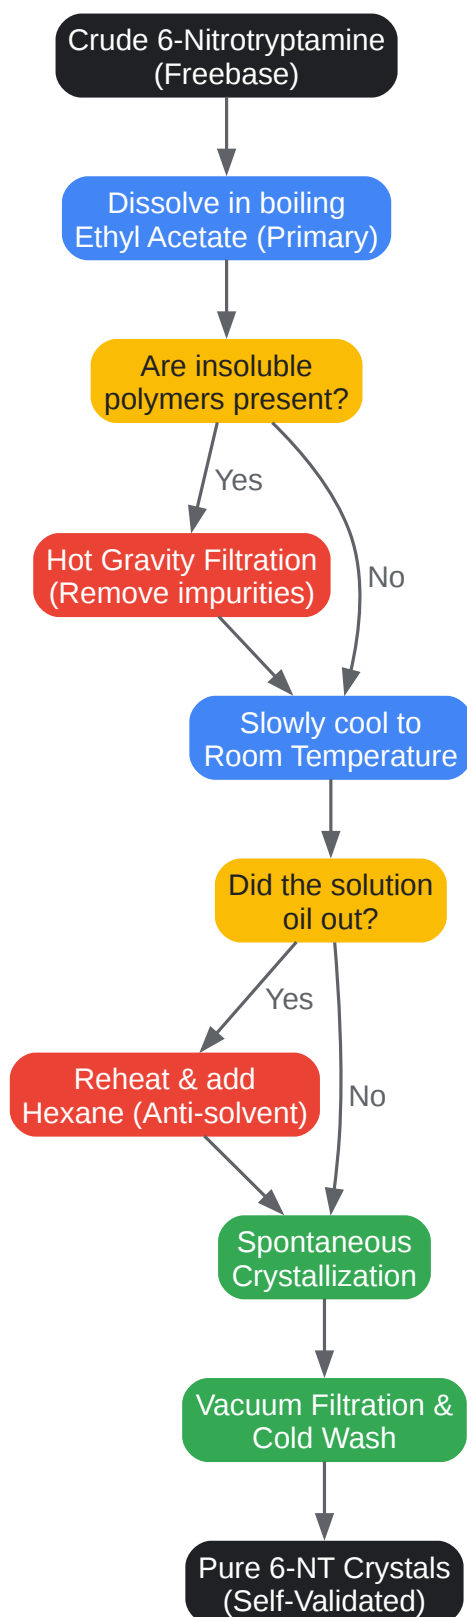 Crude 6-Nitrotryptamine
(Freebase)
Dissolve in boiling
Ethyl Acetate (Primary)
Are insoluble
polymers present?
Yes
No
Hot Gravity Filtration
(Remove impurities)
Slowly cool to
Room Temperature
Did the solution
oil out?
Yes
No
Reheat & add
Hexane (Anti-solvent)
Spontaneous
Crystallization
Vacuum Filtration &
Cold Wash
Pure 6-NT Crystals
(Self-Validated)